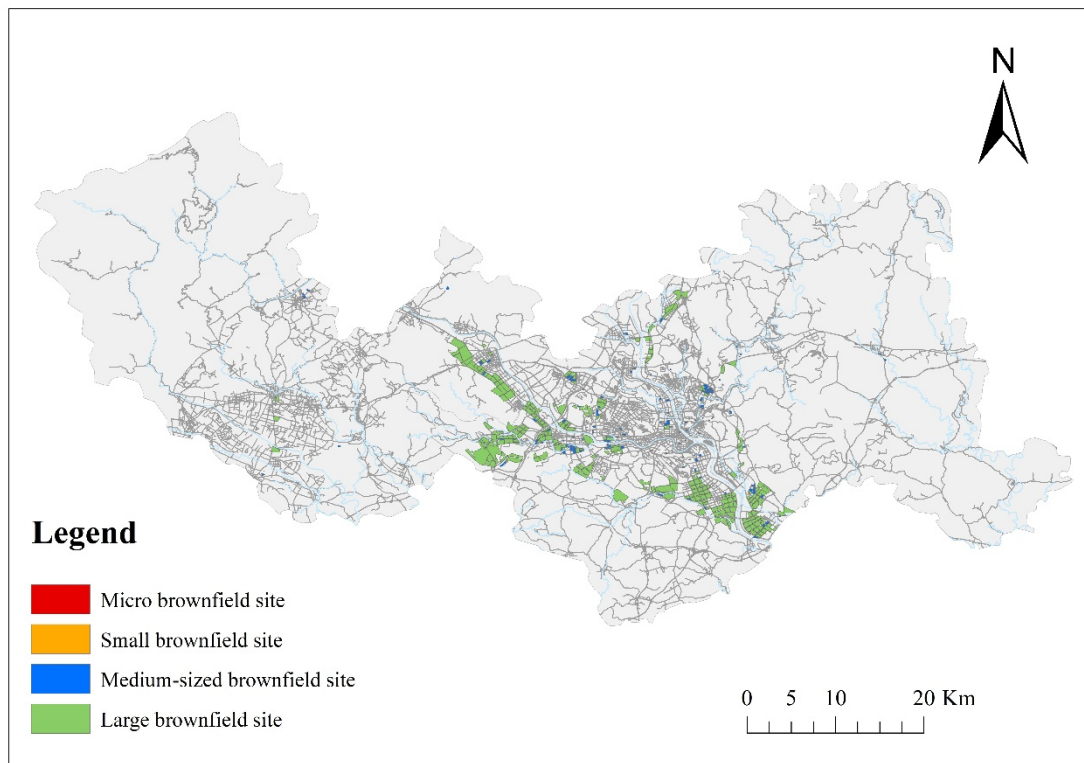 N
Legend
Micro brownfield site
Small brownfield site
Medium-sized brownfield site
Large brownfield site
0 5 10 20 Km